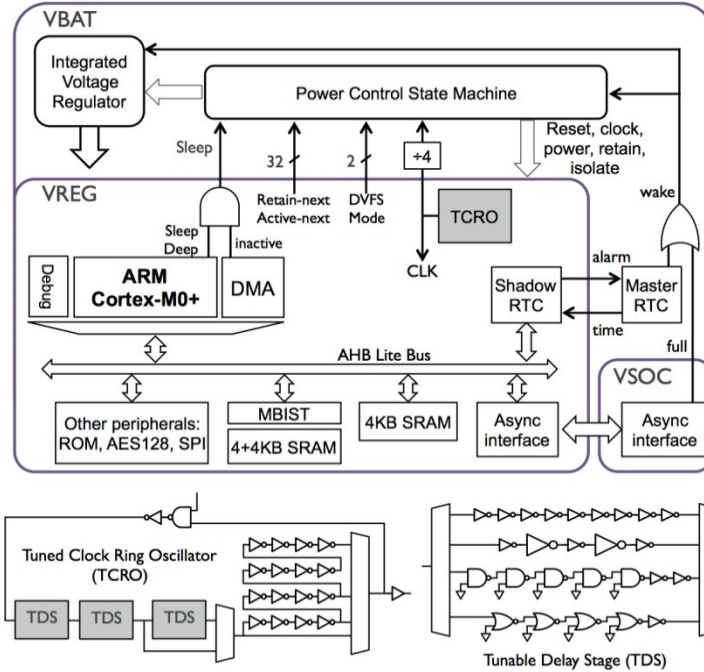 VBAT
Integrated
Voltage
Regulator
Power Control State Machine
Reset, clock,
power, retain,
isolate
Sleep
32
2
÷4
wake
VREG
Retain-next
Active-next
DVFS
Mode
TCRO
Sleep
Deep
inactive
CLK
Debug
ARM
Cortex-M0+
DMA
Shadow
RTC
alarm
time
Master
RTC
full
AHB Lite Bus
VSOC
Other peripherals:
ROM, AES128, SPI
MBIST
4+4KB SRAM
4KB SRAM
Async
interface
Async
interface
Tuned Clock Ring Oscillator
(TCRO)
TDS
TDS
TDS
Tunable Delay Stage (TDS)